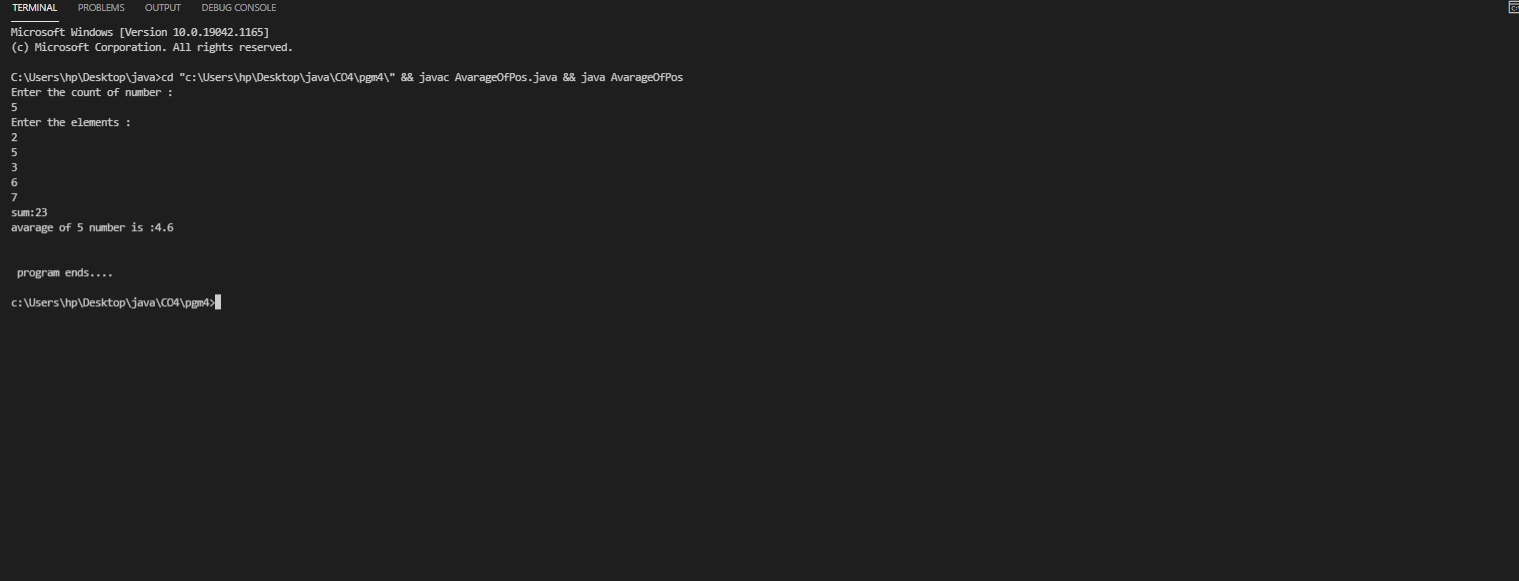 TERMINAL PROBLEMS OUTPUT DEBUG CONSOLE
Microsoft Windows [Version 10.0.19042.1165]
(c) Microsoft Corporation. All rights reserved.
C:\Users\hp\Desktop\java>cd "c:\Users\hp\Desktop\java\CO4\pgm4\" && javac AvarageOfPos.java && java AvarageOfPos
Enter the count of number :
5
Enter the elements :
2
5
3
6
7
sum:23
avarage of 5 number is :4.6
program ends....
c:\Users\hp\Desktop\java\CO4\pgm4>